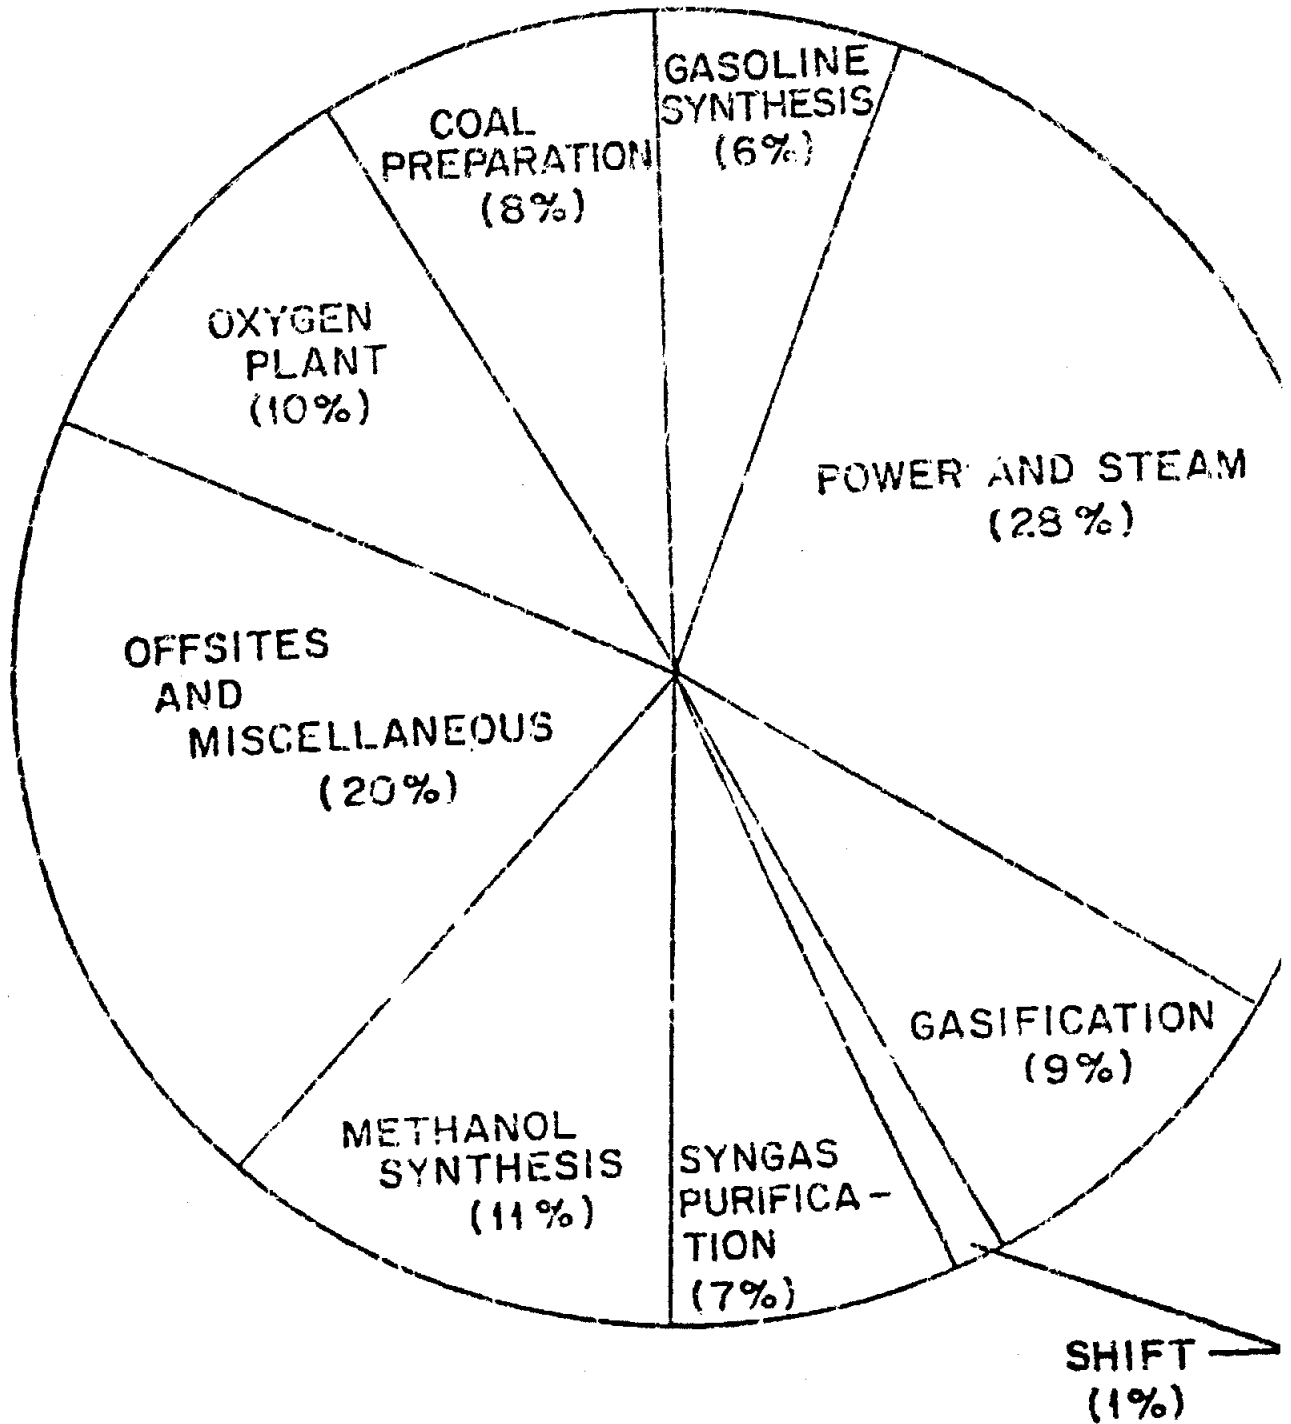 GASOLINE
SYNTHESIS
(6%)
COAL
PREPARATION
(8%)
OXYGEN
PLANT
(10%)
POWER AND STEAM
(28%)
OFFSITES
AND
MISCELLANEOUS
(20%)
GASIFICATION
(9%)
METHANOL
SYNTHESIS
(11%)
SYNGAS
PURIFICA-
TION
(7%)
SHIFT
(1%)